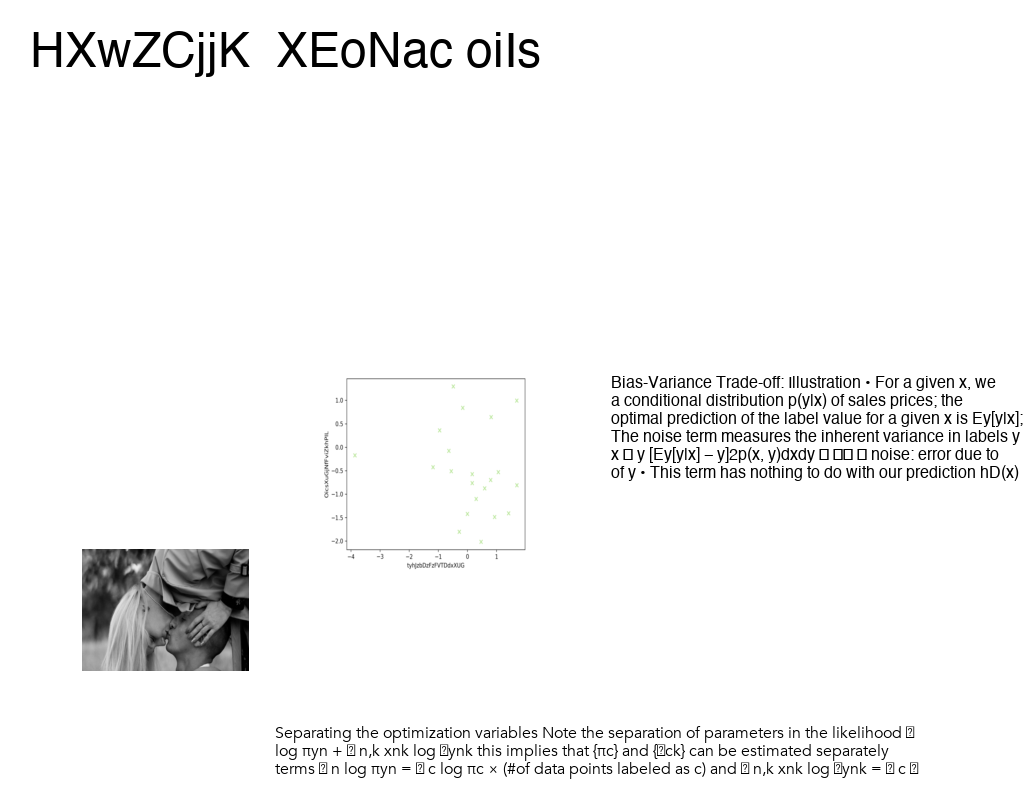 HXwZCjjK XEoNac oiIs
1.0
0.5
0.0
−0.5
−1.0
−1.5
−2.0
−4 −3 −2 −1 0 1
Bias-Variance Trade-off: Illustration • For a given x, we
a conditional distribution p(y|x) of sales prices; the
optimal prediction of the label value for a given x is Ey[y|x];
The noise term measures the inherent variance in labels y
x □ y [Ey[y|x] – y]2p(x, y)dxdy □ □□ □ noise: error due to
of y • This term has nothing to do with our prediction hD(x)
Separating the optimization variables Note the separation of parameters in the likelihood �
log πyn + � n,k xnk log �ynk this implies that {πc} and {�ck} can be estimated separately
terms � n log πyn = � c log πc × (#of data points labeled as c) and � n,k xnk log �ynk = � c �